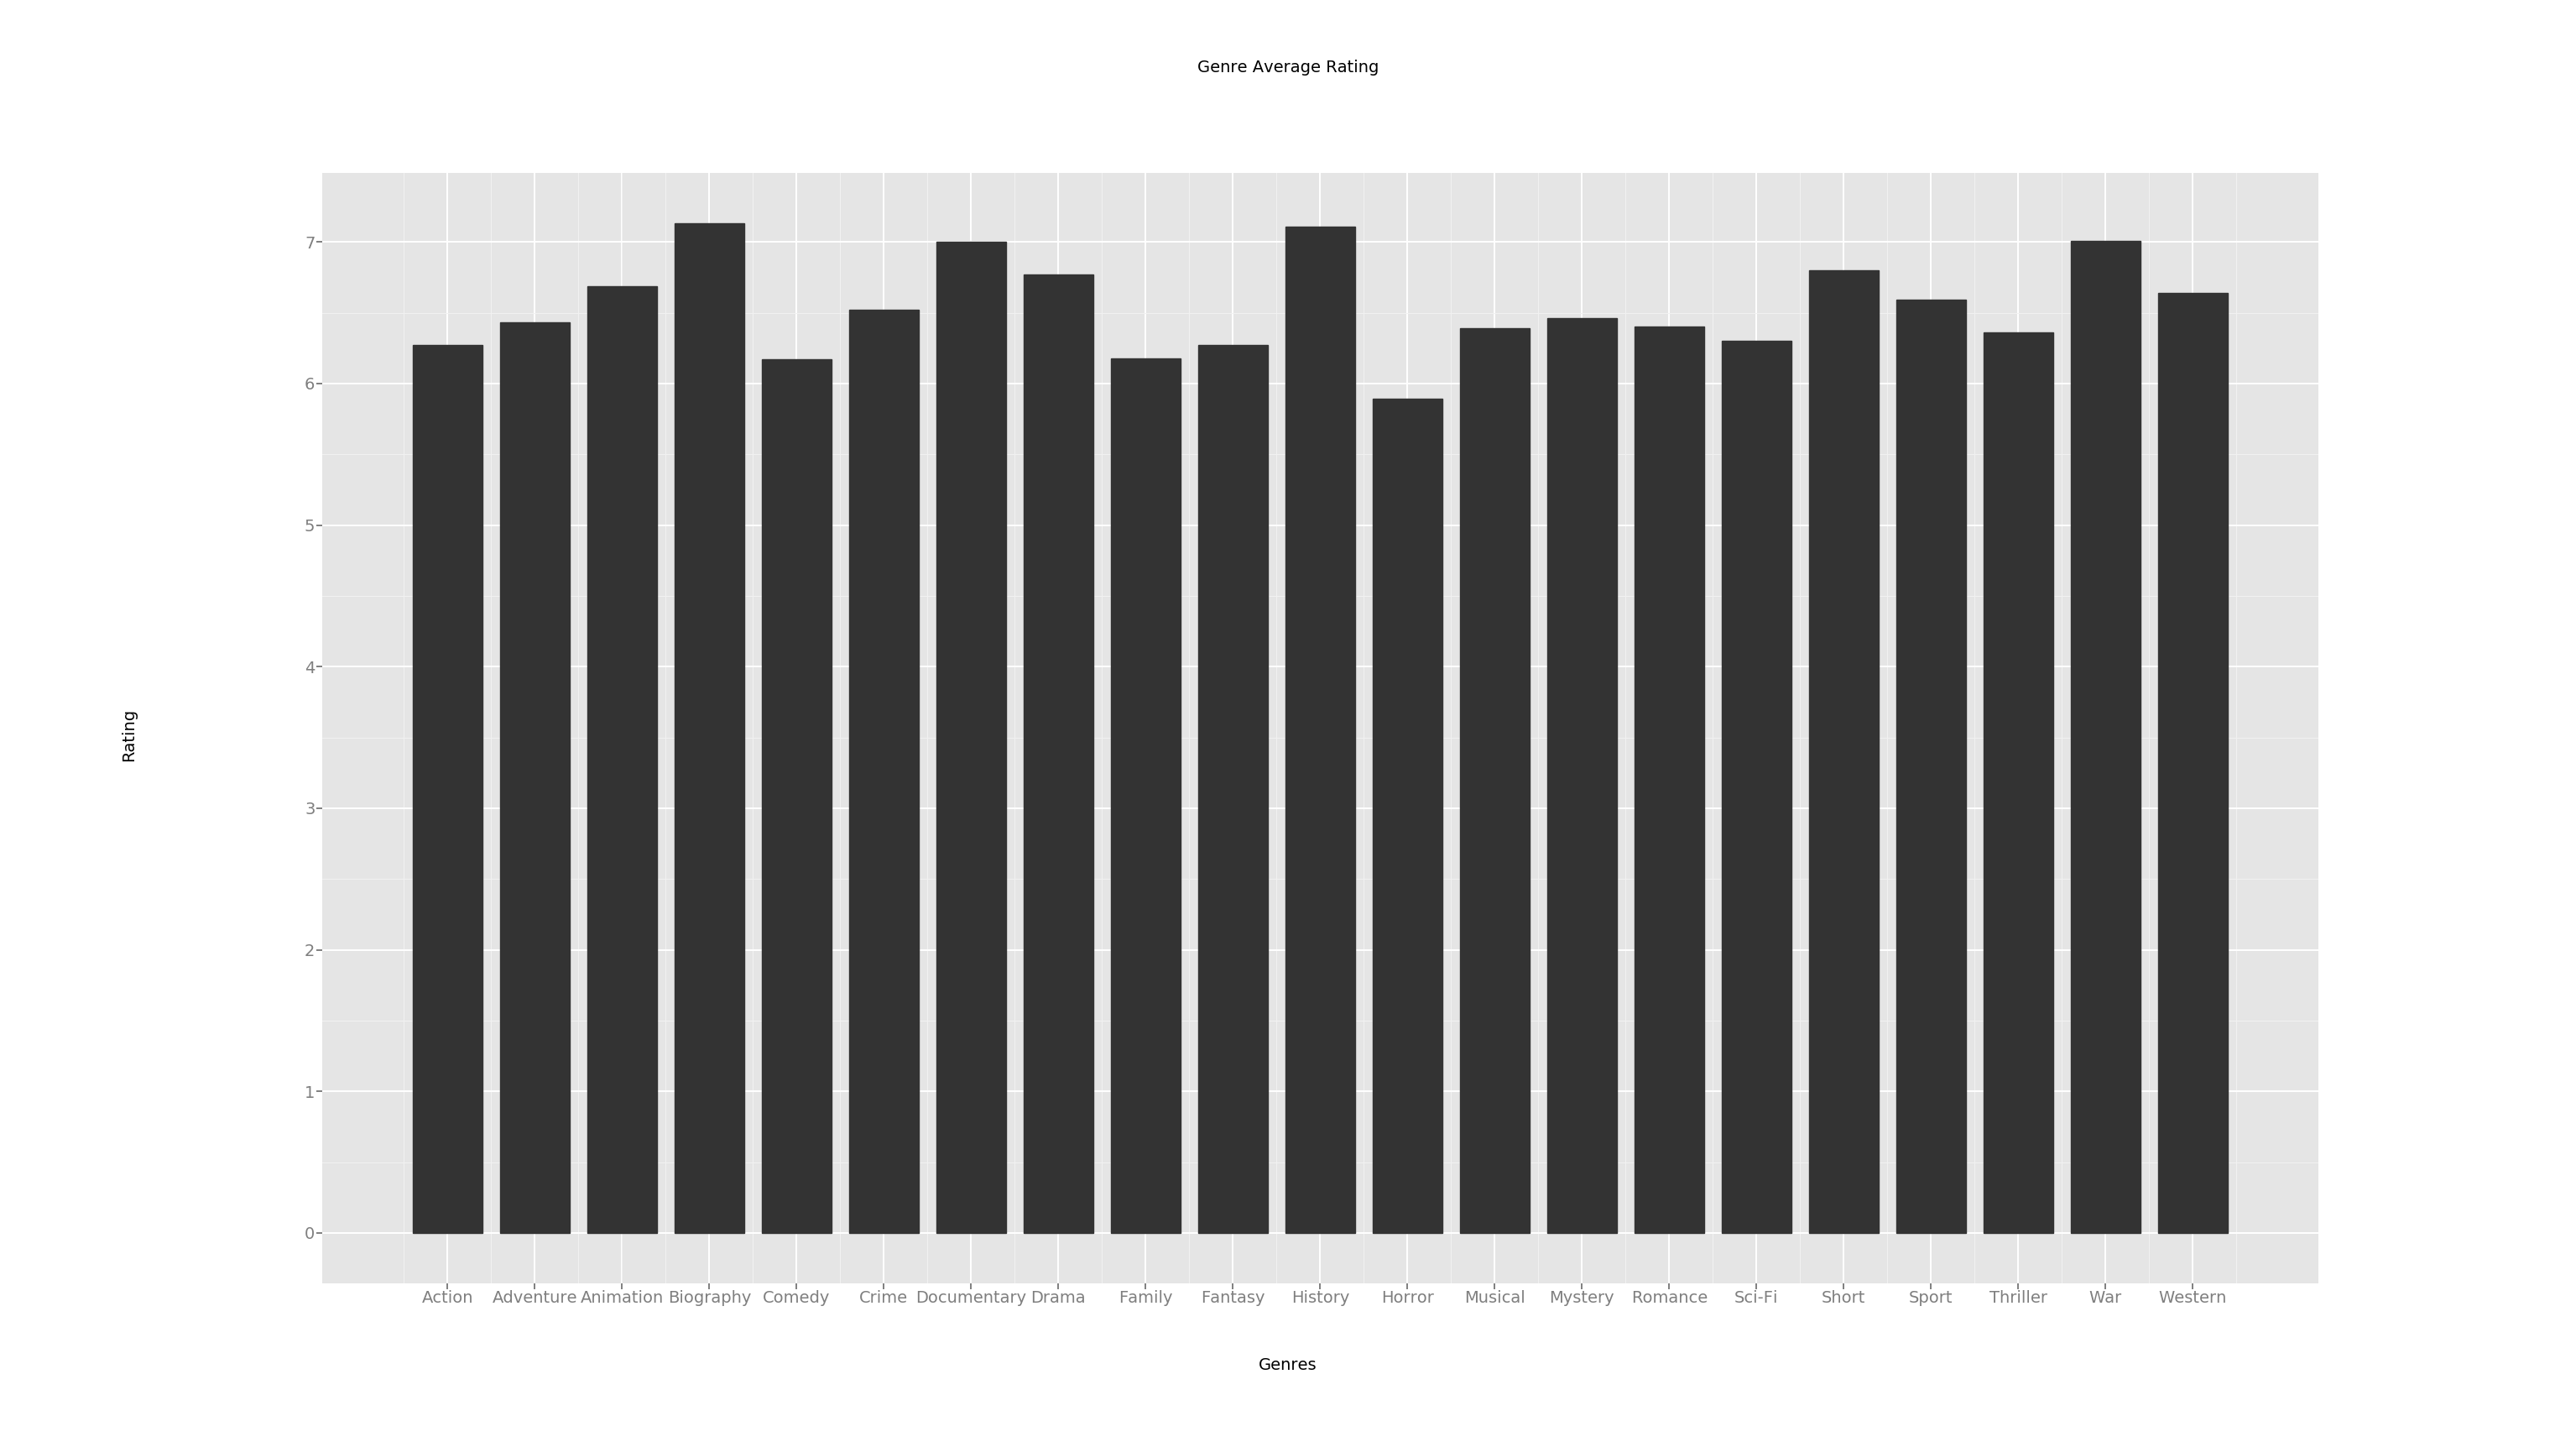 Genre Average Rating
7
6
5
4
3
2
1
0
Rating
Action Adventure Animation Biography Comedy Crime Documentary Drama Family Fantasy History Horror Musical Mystery Romance Sci-Fi Short Sport Thriller War Western
Genres